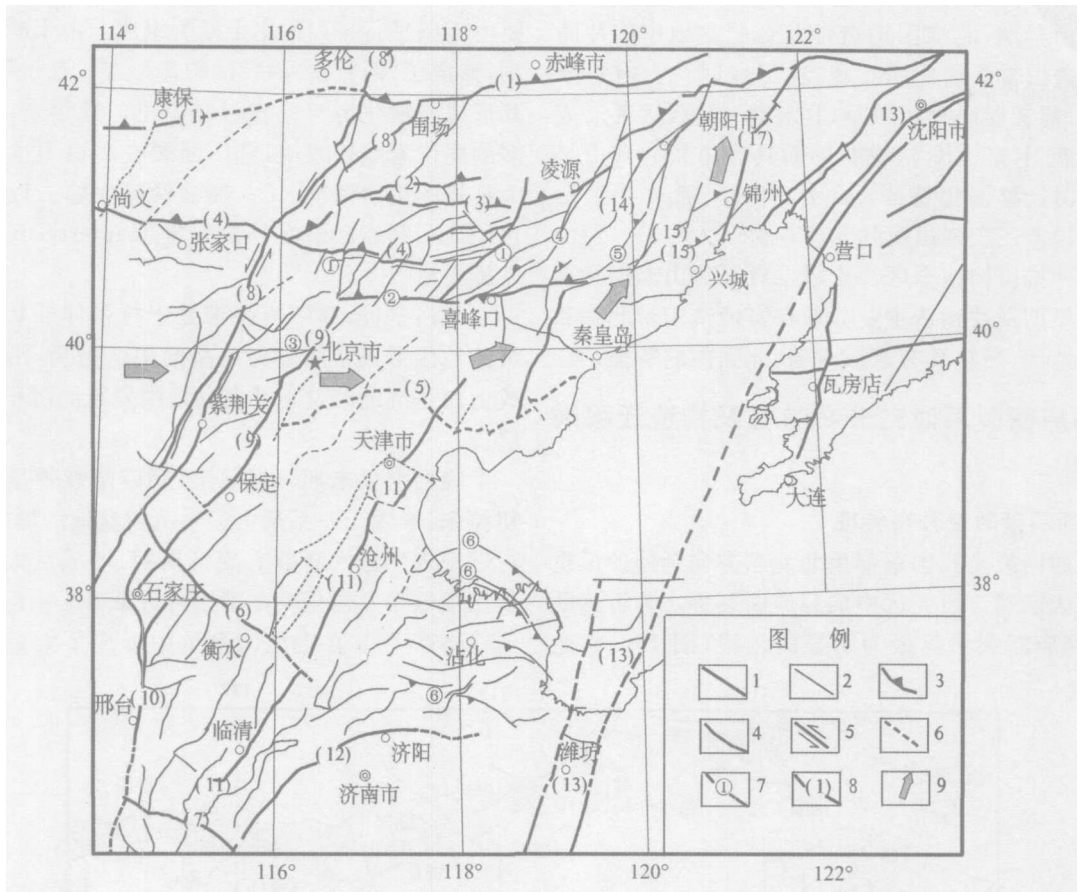 114°
116°
118°
120°
122°
42°
42°
多伦
(8)
(1)
赤峰市
康保
(1)
围场
(8)
朝阳市
(17)
(13)
沈阳市
尚义
(4)
张家口
(2)
(3)
凌源
(14)
锦州
①
(4)
①
④
⑤
(15)
(15)
兴城
营口
(8)
②
喜峰口
40°
③
(9)
北京市
秦皇岛
40°
紫荆关
(5)
瓦房店
(9)
天津市
保定
(11)
大连
沧州
(11)
⑥
⑥
38°
石家庄
38°
(6)
衡水
沾化
(13)
图 例
邢台
(10)
⑥
1
2
3
临清
(12)
济阳
4
5
6
(11)
济南市
潍坊
(13)
① 7
(1) 8
9
(7)
116°
118°
120°
122°